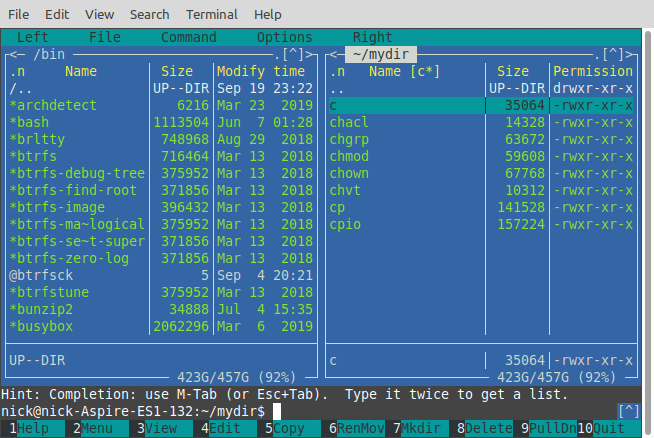 File Edit View Search Terminal Help
Left File Command Options Right
<─ /bin .[^]> <─ ~/mydir .[^]>
.n Name Size Modify time .n Name [c*] Size Permission
/.. UP--DIR Sep 19 23:22 .. UP--DIR drwxr-xr-x
*archdetect 6216 Mar 23 2019 c 35064 -rwxr-xr-x
*bash 1113504 Jun 7 01:28 chacl 14328 -rwxr-xr-x
*brltty 748968 Aug 29 2018 chgrp 63672 -rwxr-xr-x
*btrfs 716464 Mar 13 2018 chmod 59608 -rwxr-xr-x
*btrfs-debug-tree 375952 Mar 13 2018 chown 67768 -rwxr-xr-x
*btrfs-find-root 371856 Mar 13 2018 chvt 10312 -rwxr-xr-x
*btrfs-image 396432 Mar 13 2018 cp 141528 -rwxr-xr-x
*btrfs-ma~logical 375952 Mar 13 2018 cpio 157224 -rwxr-xr-x
*btrfs-se~t-super 371856 Mar 13 2018
*btrfs-zero-log 371856 Mar 13 2018
@btrfsck 5 Sep 4 20:21
*btrfstune 375952 Mar 13 2018
*bunzip2 34888 Jul 4 15:35
*busybox 2062296 Mar 6 2019
UP--DIR c 35064 -rwxr-xr-x
423G/457G (92%) 423G/457G (92%)
Hint: Completion: use M-Tab (or Esc+Tab). Type it twice to get a list.
nick@nick-Aspire-ES1-132:~/mydir$ [^]
1Help 2Menu 3View 4Edit 5Copy 6RenMov 7Mkdir 8Delete 9PullDn 10Quit